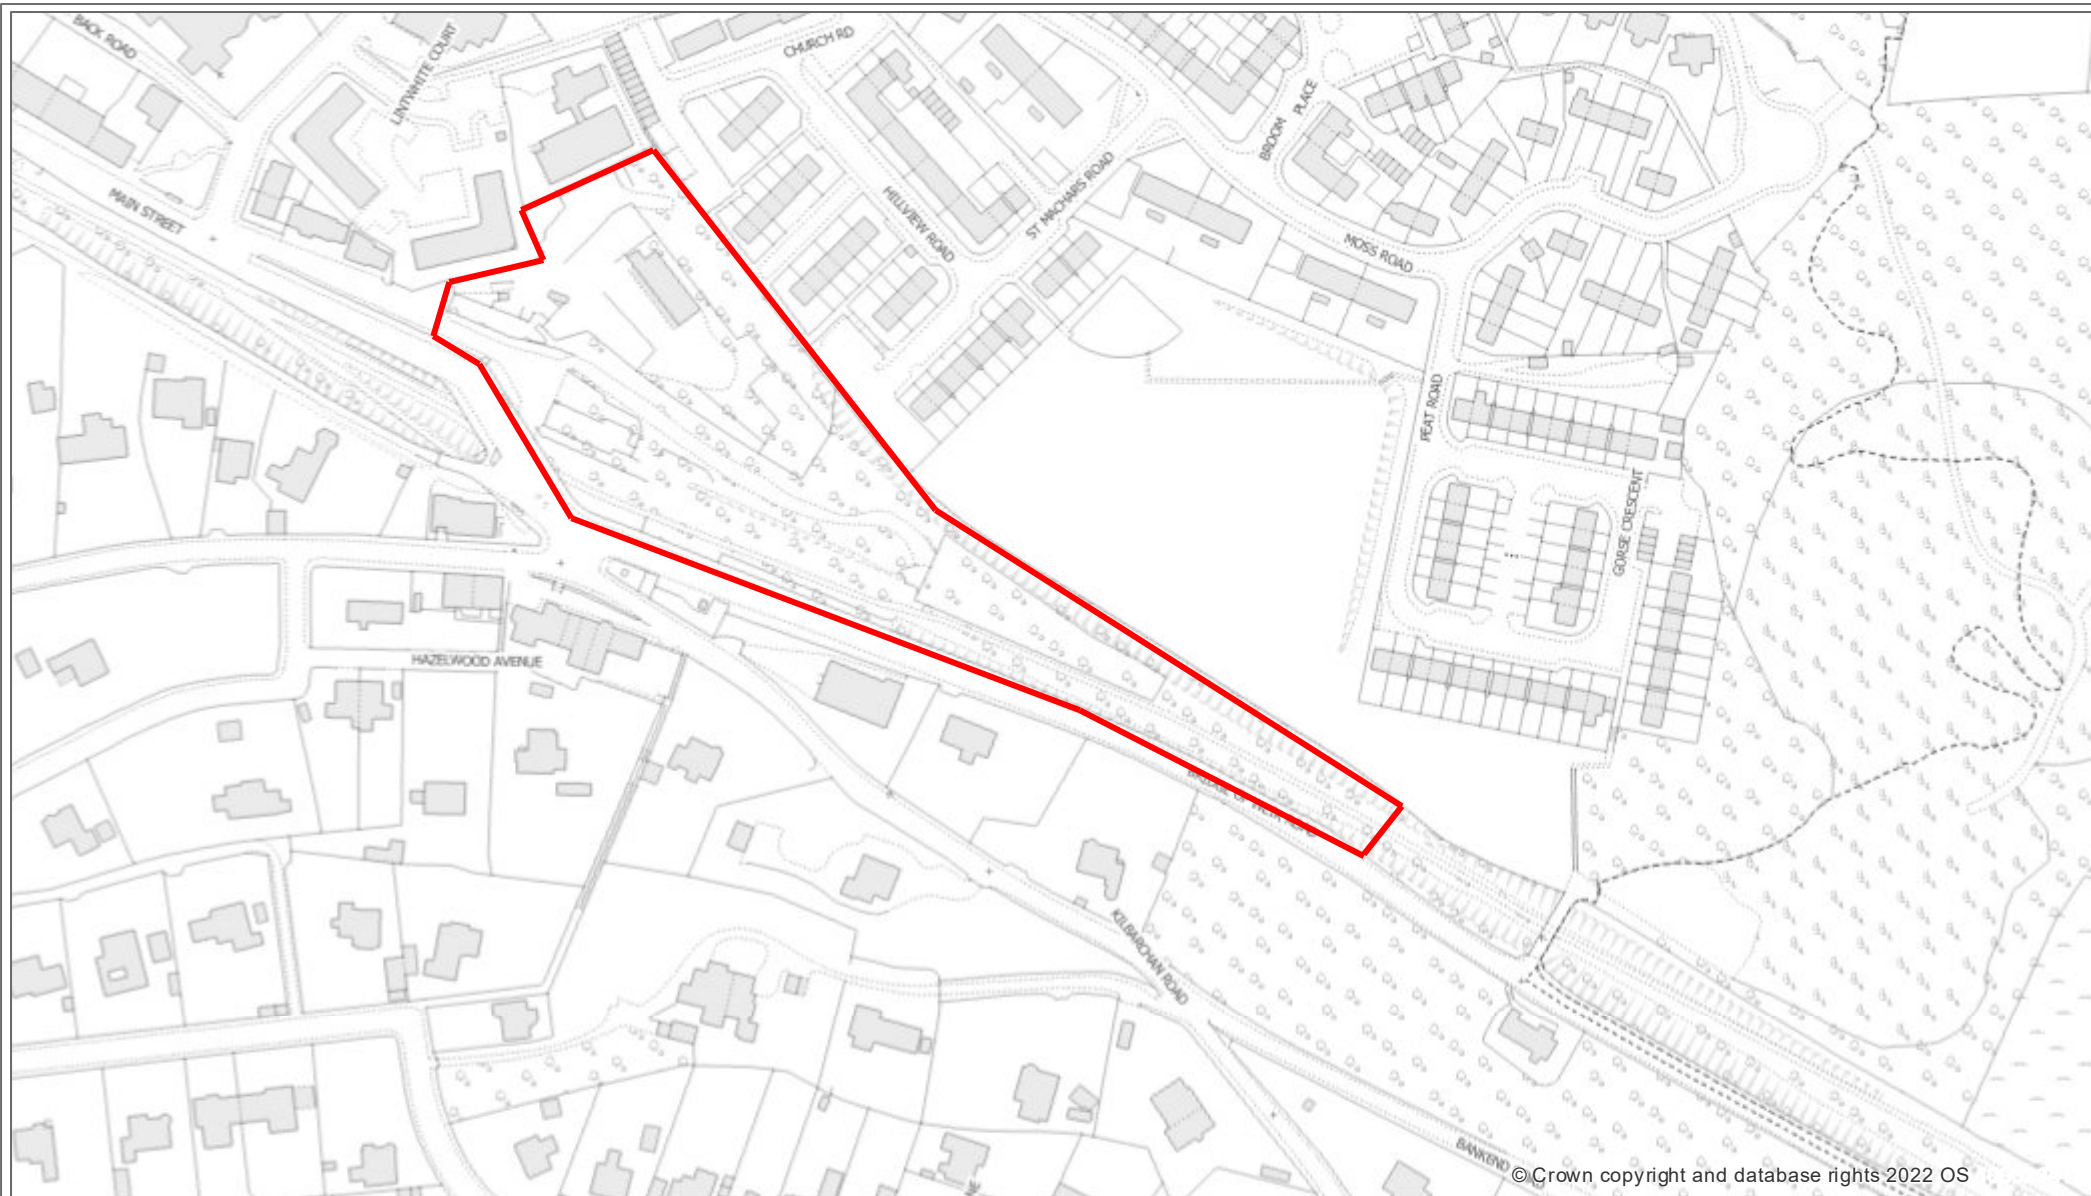 BACK ROAD
LINTWHITE COURT
CHURCH RD
MAIN STREET
HILLVIEW ROAD
ST MACHARS ROAD
BROOM PLACE
MOSS ROAD
PEAT ROAD
GORSE CRESCENT
HAZELWOOD AVENUE
KILBARCHAN ROAD
BANKEND
© Crown copyright and database rights 2022 OS